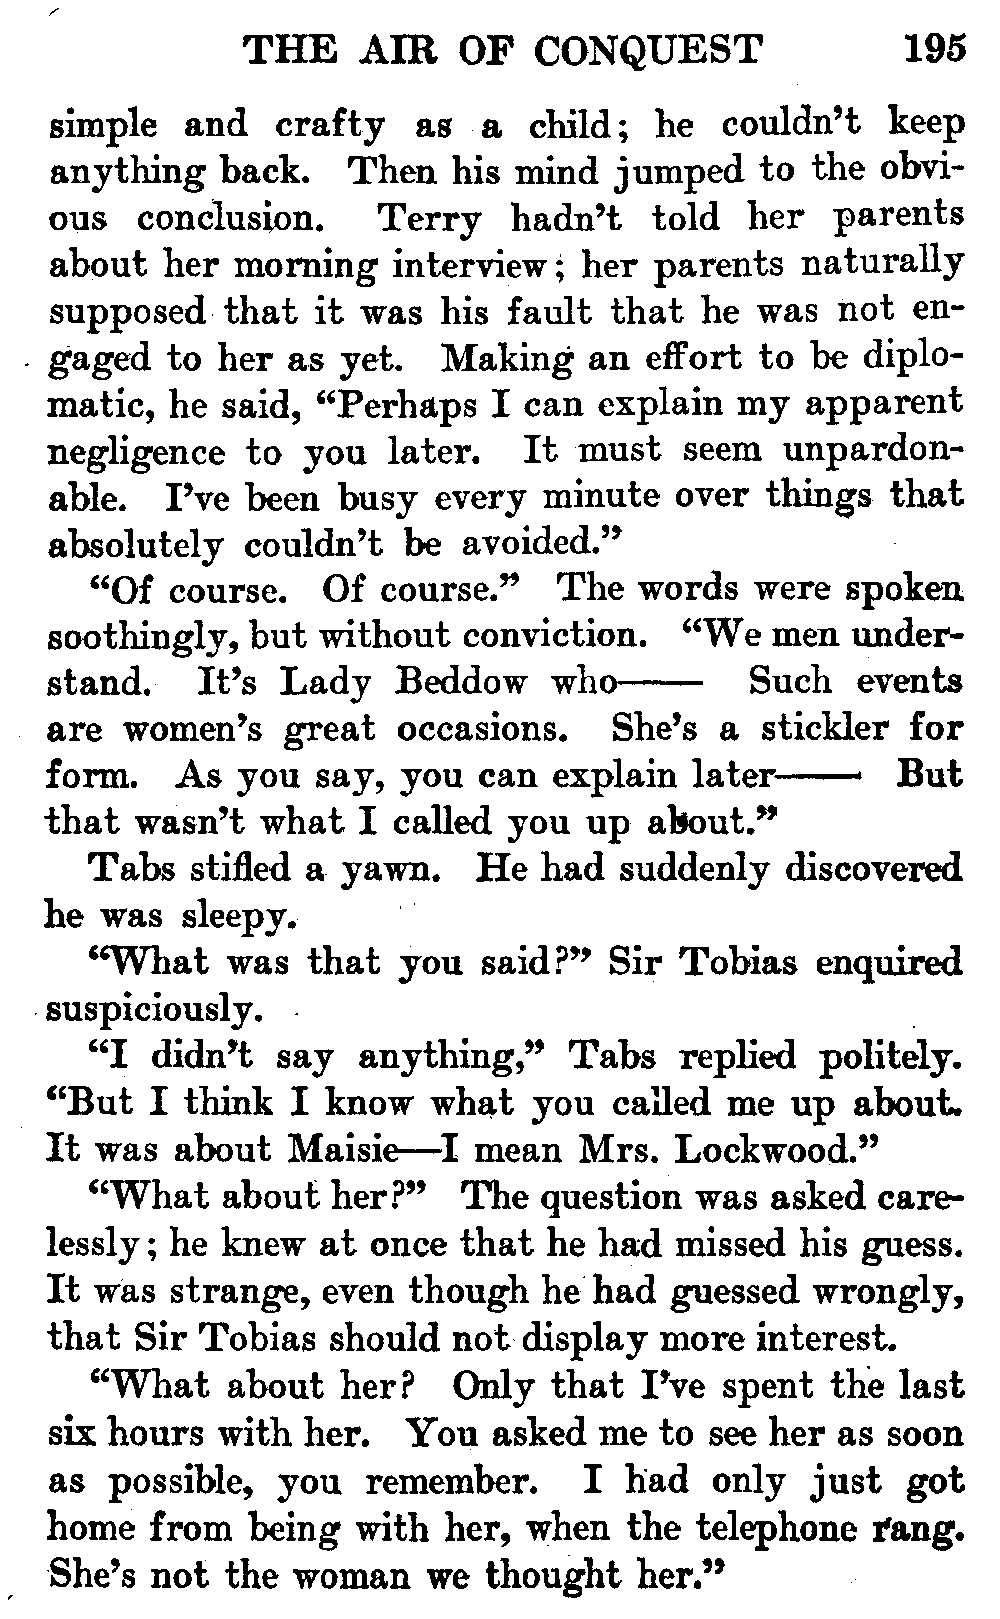 THE AIR OF CONQUEST 195
simple and crafty as a child; he couldn't keep
anything back. Then his mind jumped to the obvi-
ous conclusion. Terry hadn't told her parents
about her morning interview; her parents naturally
supposed that it was his fault that he was not en-
gaged to her as yet. Making an effort to be diplo-
matic, he said, “Perhaps I can explain my apparent
negligence to you later. It must seem unpardon-
able. I've been busy every minute over things that
absolutely couldn't be avoided.”
“Of course. Of course.” The words were spoken
soothingly, but without conviction. “We men under-
stand. It's Lady Beddow who—— Such events
are women's great occasions. She's a stickler for
form. As you say, you can explain later—— But
that wasn't what I called you up about.”
Tabs stifled a yawn. He had suddenly discovered
he was sleepy.
“What was that you said?” Sir Tobias enquired
suspiciously.
“I didn't say anything,” Tabs replied politely.
“But I think I know what you called me up about.
It was about Maisie—I mean Mrs. Lockwood.”
“What about her?” The question was asked care-
lessly; he knew at once that he had missed his guess.
It was strange, even though he had guessed wrongly,
that Sir Tobias should not display more interest.
“What about her? Only that I've spent the last
six hours with her. You asked me to see her as soon
as possible, you remember. I had only just got
home from being with her, when the telephone rang.
She's not the woman we thought her.”